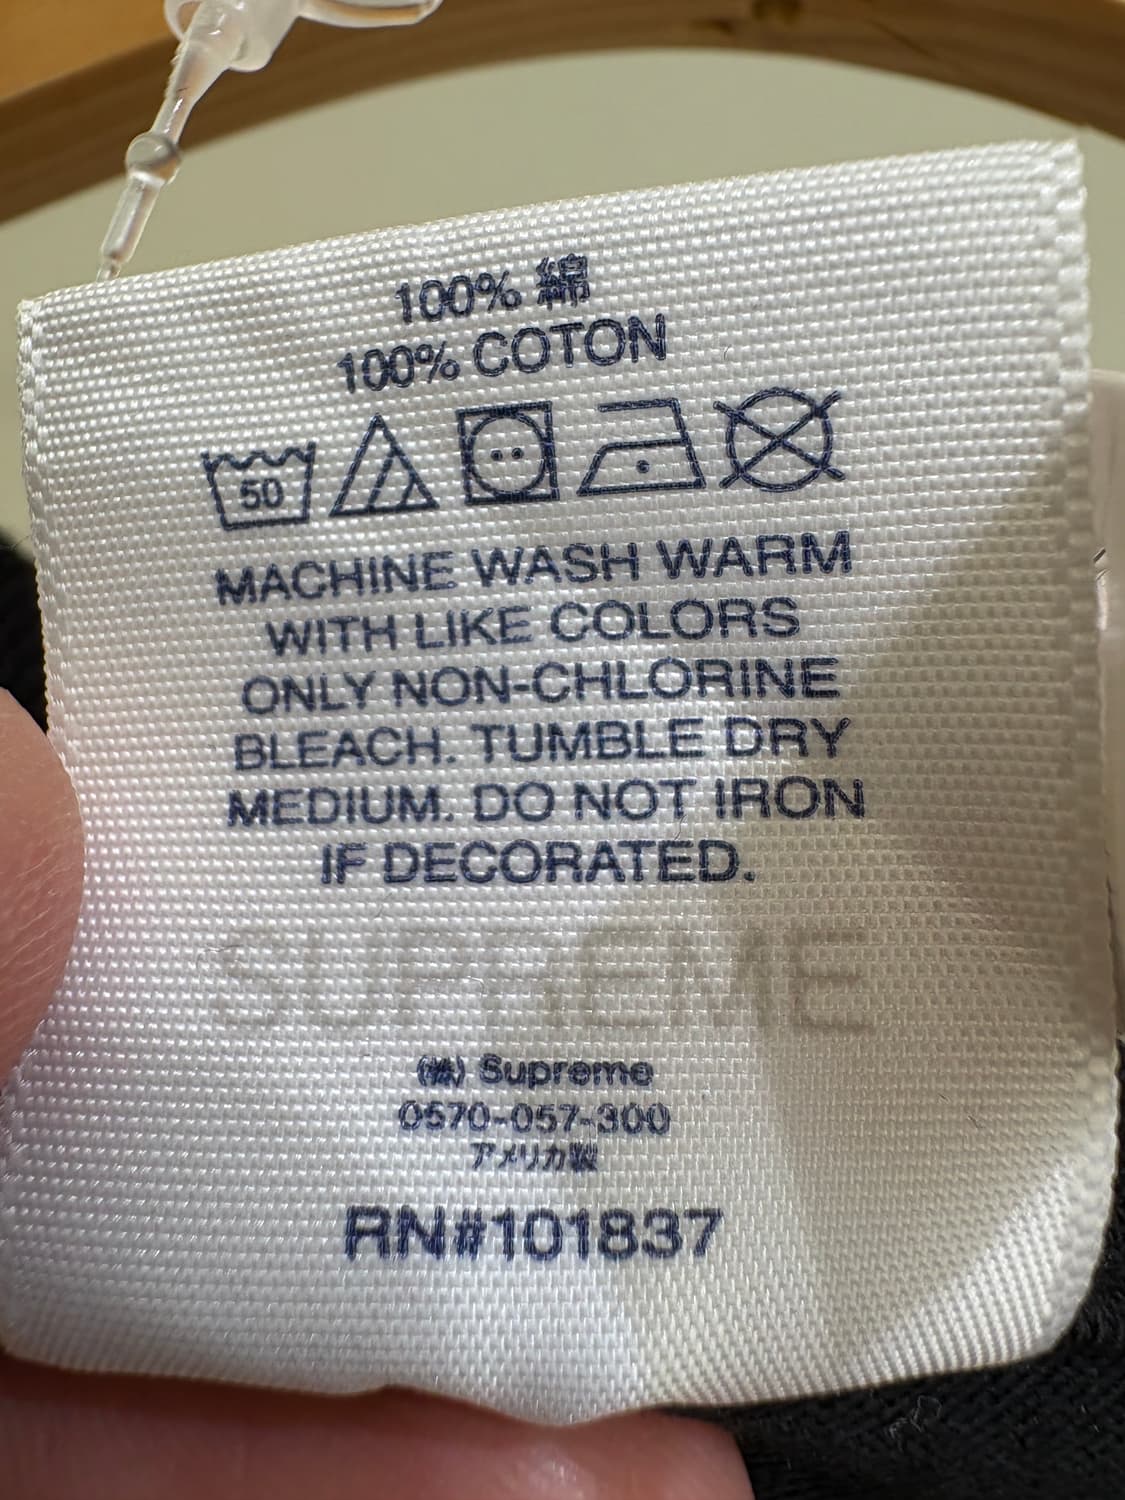 100% 綿
100% COTON
50
MACHINE WASH WARM
WITH LIKE COLORS
ONLY NON-CHLORINE
BLEACH. TUMBLE DRY
MEDIUM. DO NOT IRON
IF DECORATED.
SUPREME
(株) Supreme
0570-057-300
アメリカ製
RN#101837